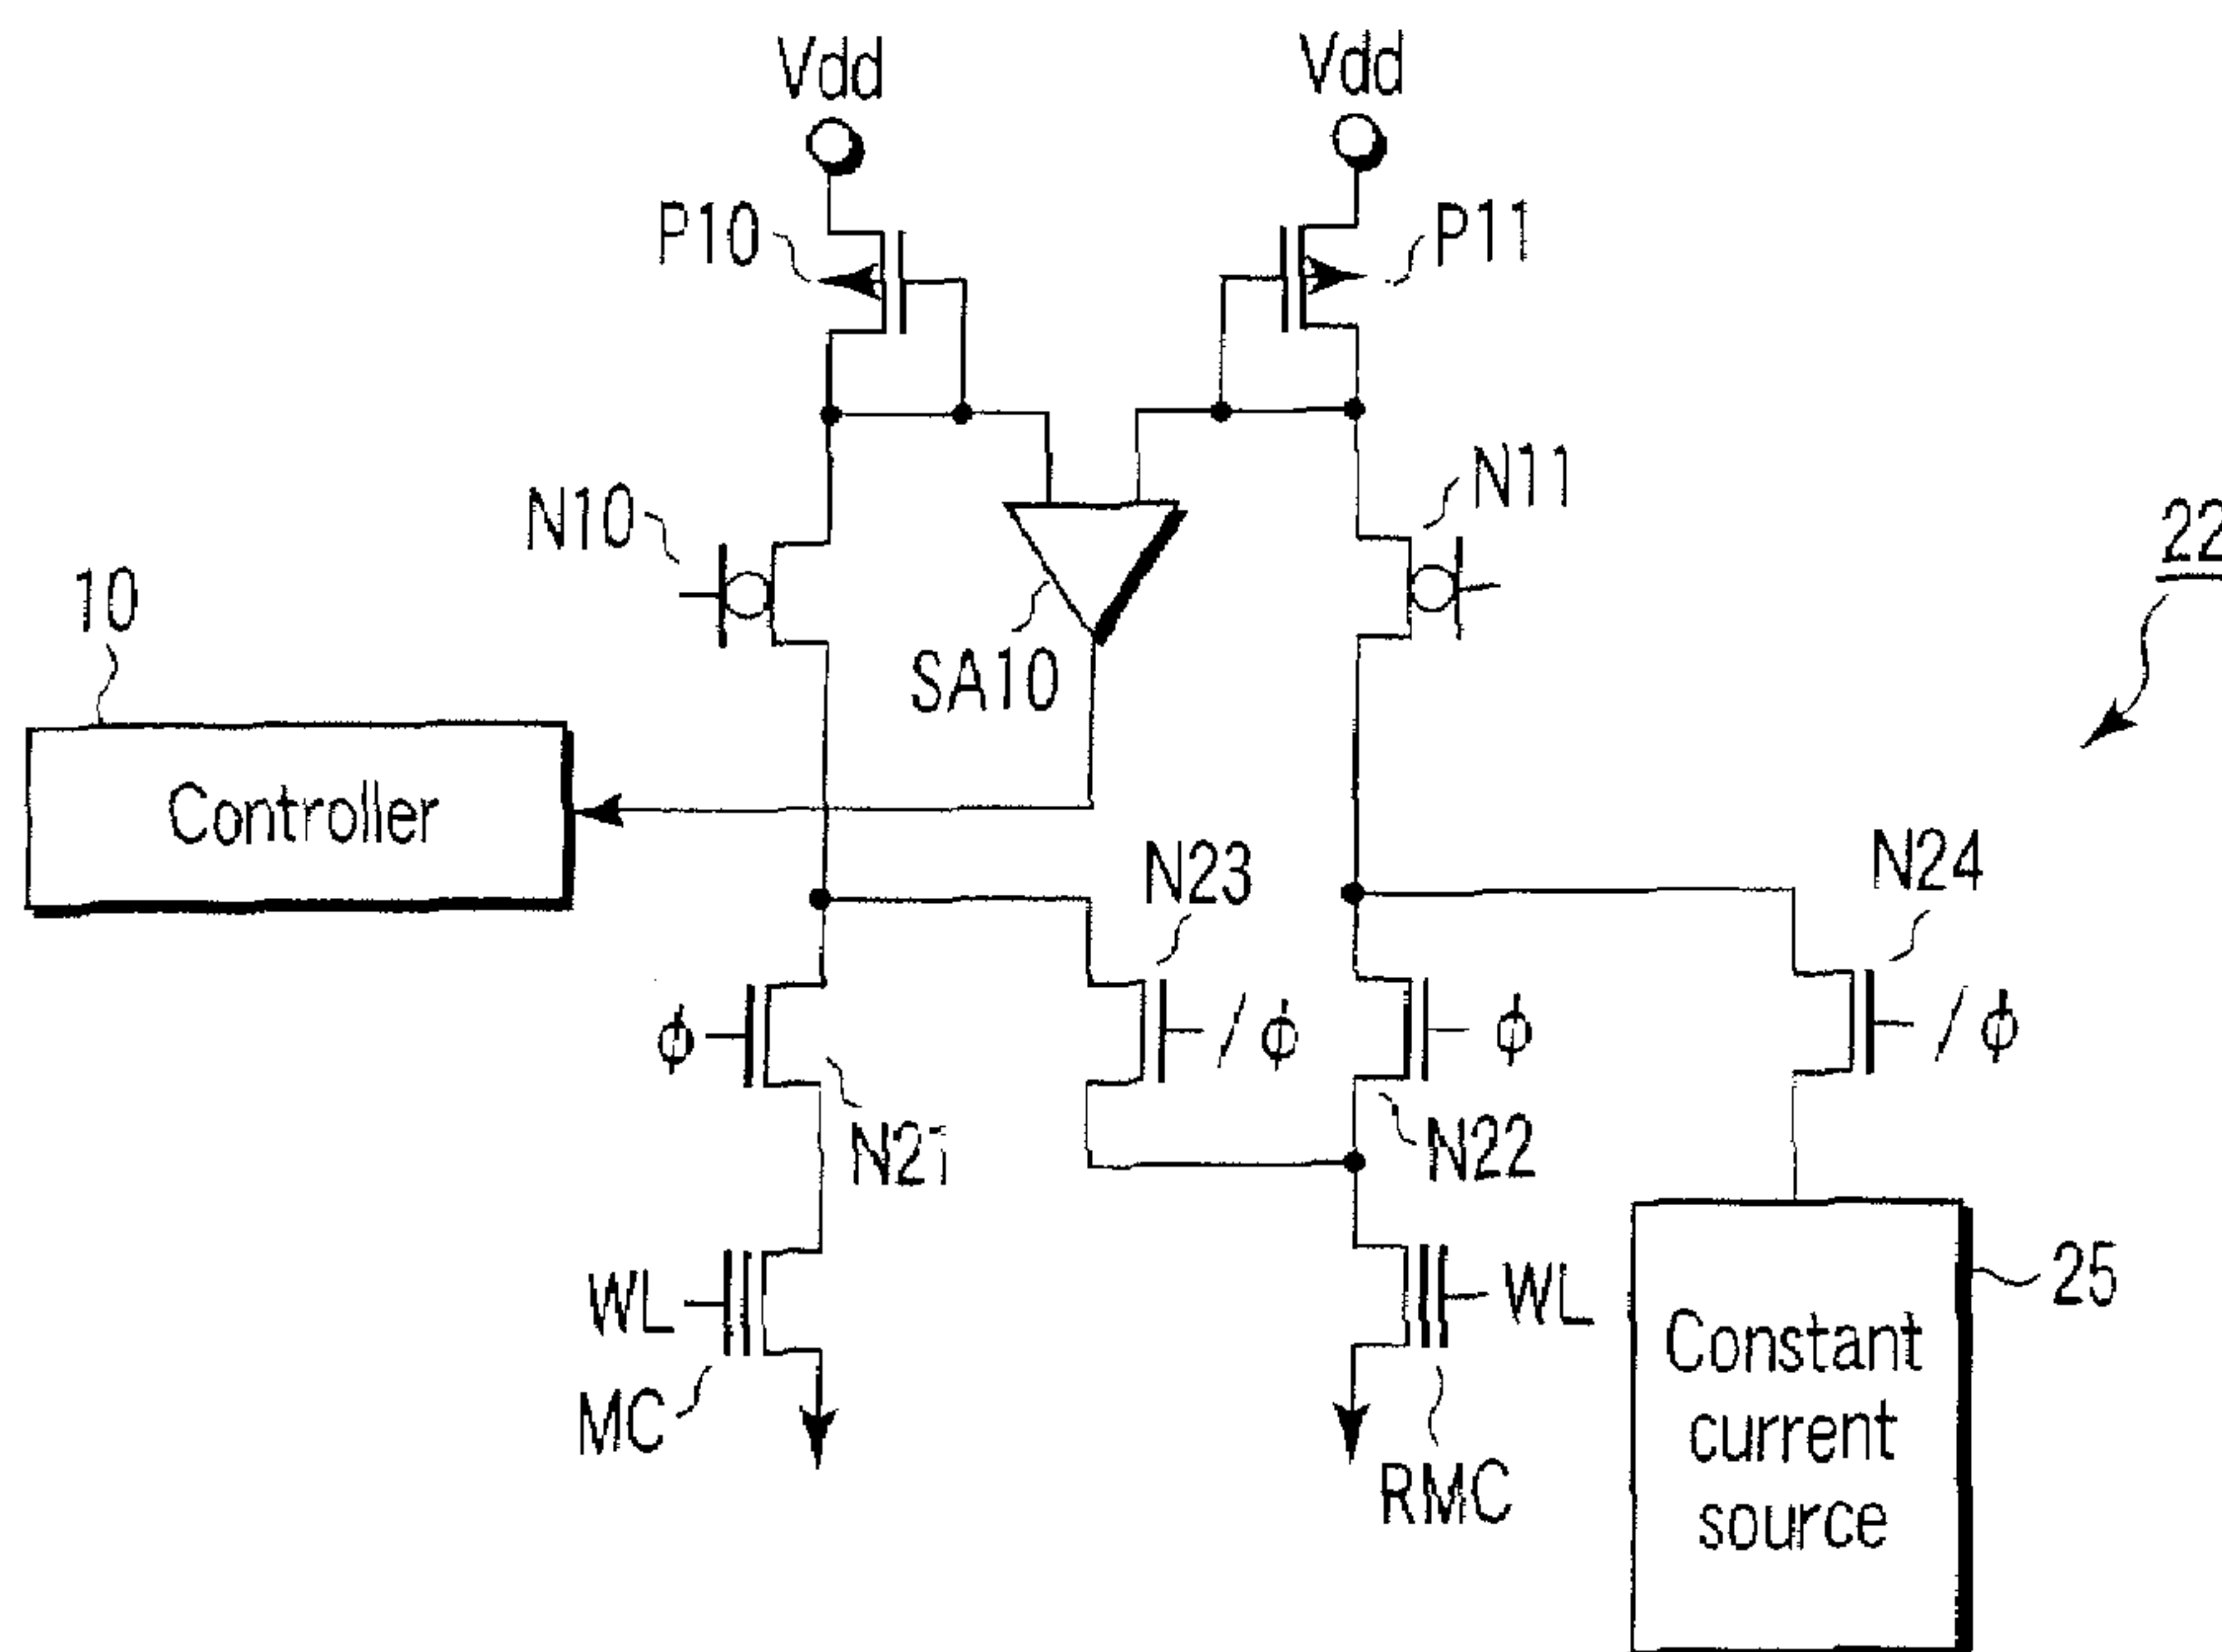 Vdd
Vdd
P10
P11
N10
N11
22
10
SA10
Controller
N23
N24
ϕ
/ϕ
ϕ
/ϕ
N21
N22
WL
WL
25
MC
RMC
Constant
current
source